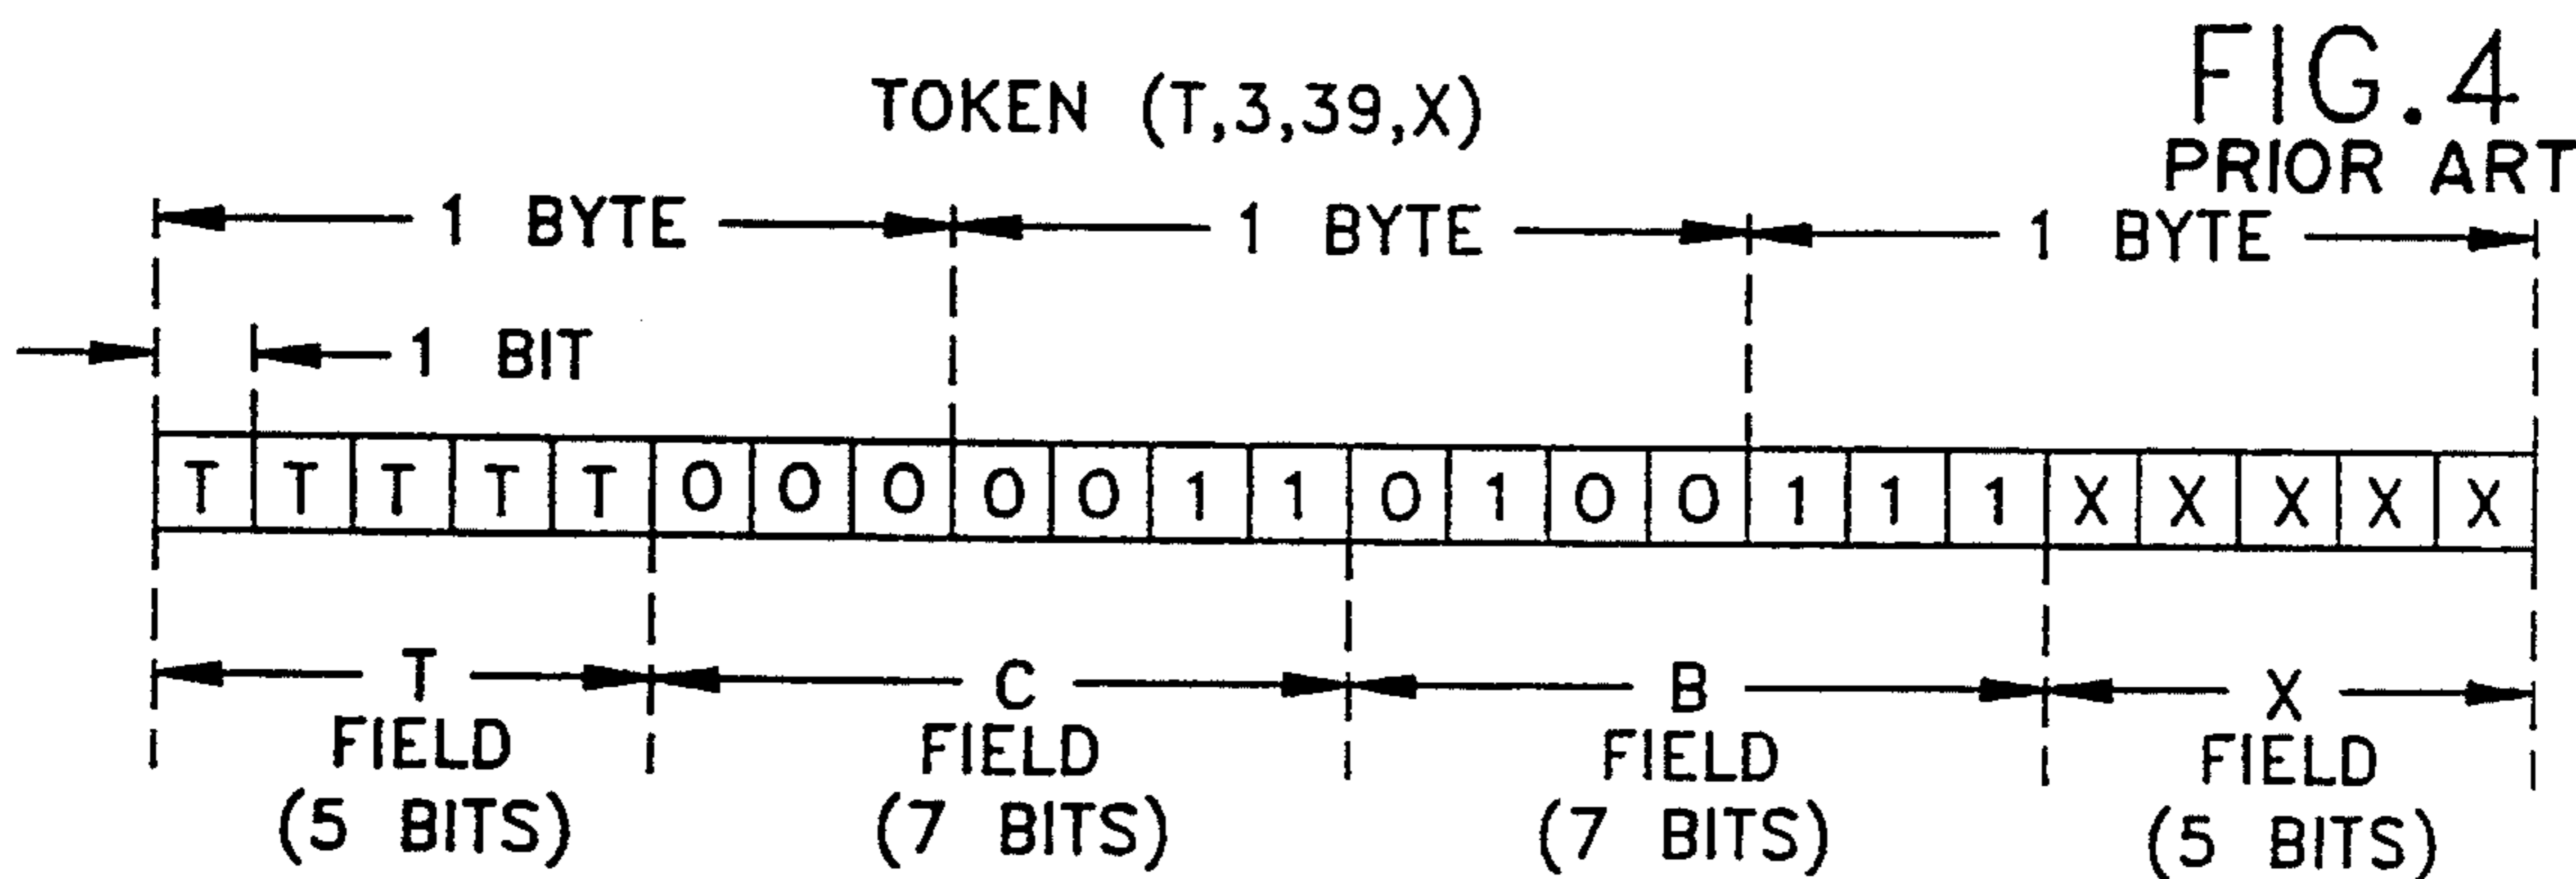 FIG.4
PRIOR ART
TOKEN (T,3,39,X)
1 BYTE 1 BYTE 1 BYTE
1 BIT
T T T T T 0 0 0 0 0 1 1 0 1 0 0 1 1 1 X X X X X
T C B X
FIELD FIELD FIELD FIELD
(5 BITS) (7 BITS) (7 BITS) (5 BITS)